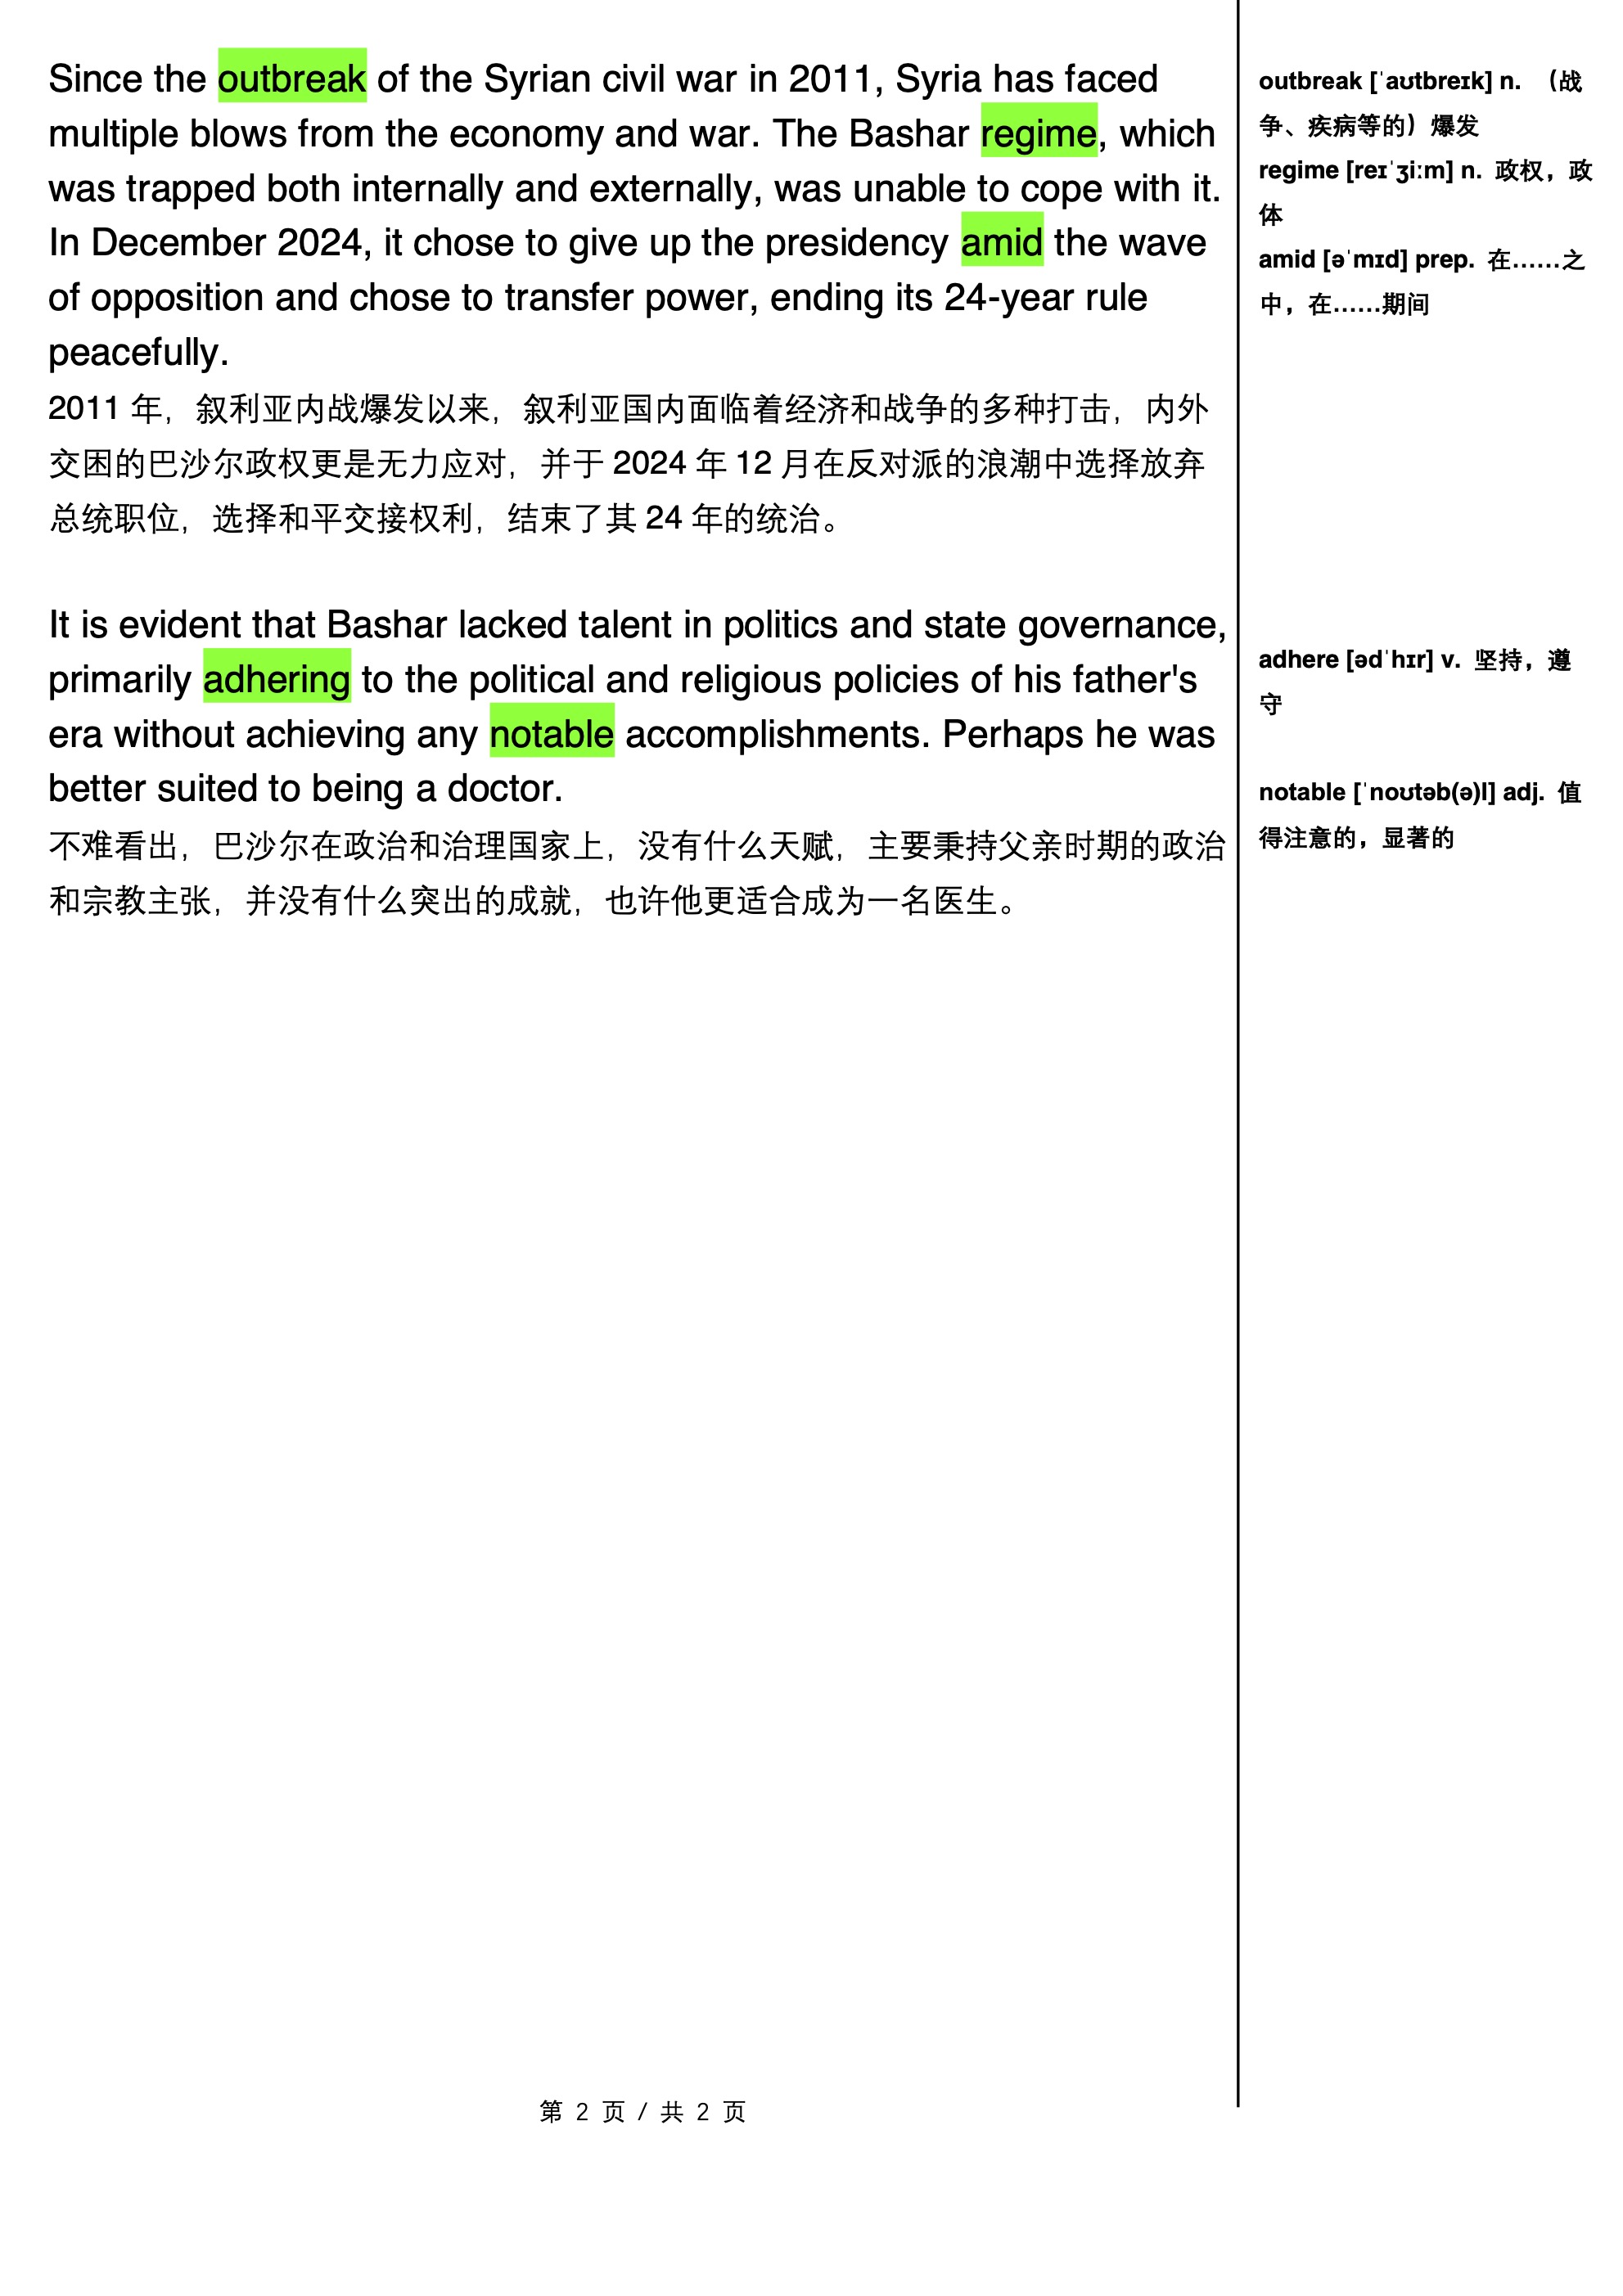 Since the outbreak of the Syrian civil war in 2011, Syria has faced
multiple blows from the economy and war. The Bashar regime, which
was trapped both internally and externally, was unable to cope with it.
In December 2024, it chose to give up the presidency amid the wave
of opposition and chose to transfer power, ending its 24-year rule
peacefully.
2011 年，叙利亚内战爆发以来，叙利亚国内面临着经济和战争的多种打击，内外
交困的巴沙尔政权更是无力应对，并于 2024 年 12 月在反对派的浪潮中选择放弃
总统职位，选择和平交接权利，结束了其 24 年的统治。
It is evident that Bashar lacked talent in politics and state governance,
primarily adhering to the political and religious policies of his father's
era without achieving any notable accomplishments. Perhaps he was
better suited to being a doctor.
不难看出，巴沙尔在政治和治理国家上，没有什么天赋，主要秉持父亲时期的政治
和宗教主张，并没有什么突出的成就，也许他更适合成为一名医生。
outbreak [ˈaʊtbreɪk] n. （战
争、疾病等的）爆发
regime [reɪˈʒiːm] n. 政权，政
体
amid [əˈmɪd] prep. 在……之
中，在……期间
adhere [ədˈhɪr] v. 坚持，遵
守
notable [ˈnoʊtəb(ə)l] adj. 值
得注意的，显著的
第 2 页 / 共 2 页